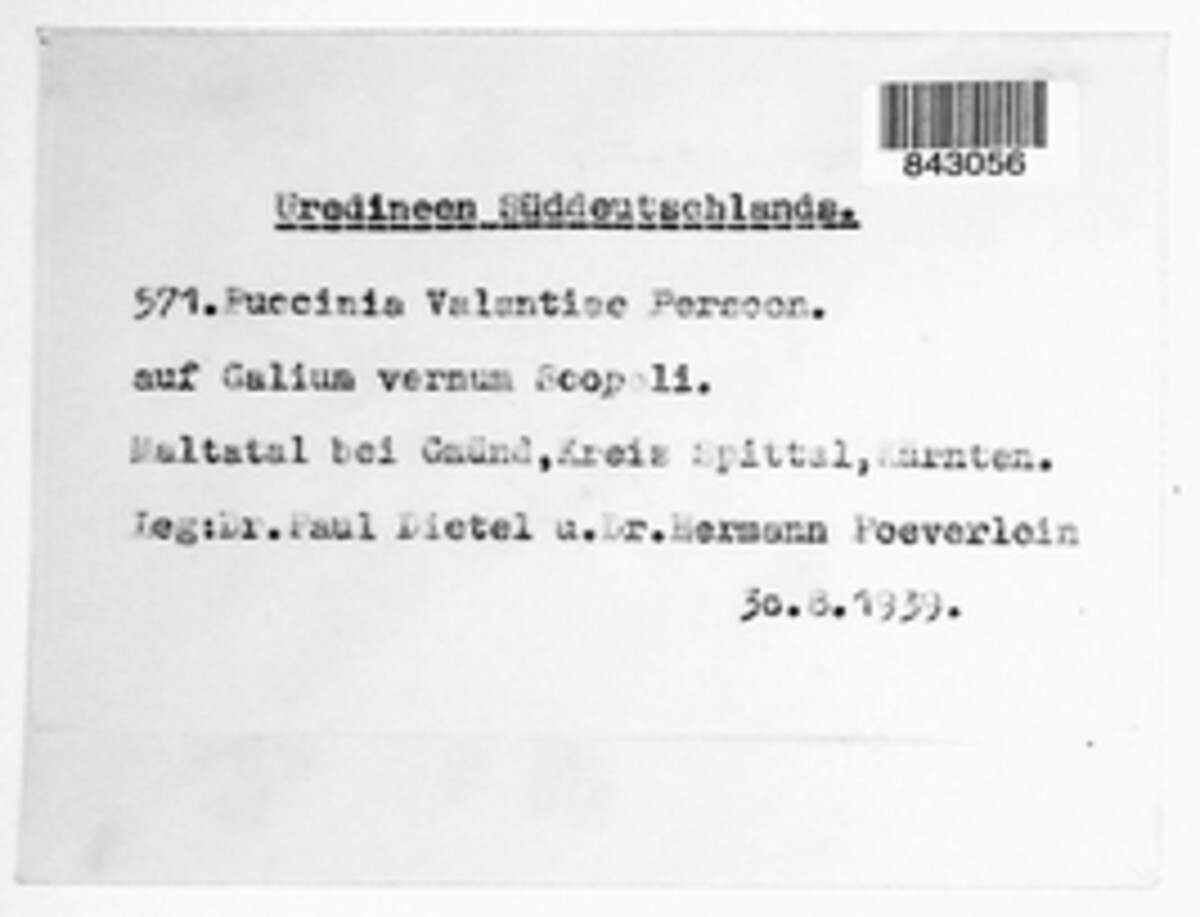 843056
Uredineen Süddeutschlands.
571.Puccinia Valantiae Persoon.
auf Galium vernum Scopoli.
Maltatal bei Gmünd,Kreis Spittal,Kärnten.
Leg:Dr.Paul Dietel u.Dr.Hermann Poeverlein
30.8.1939.